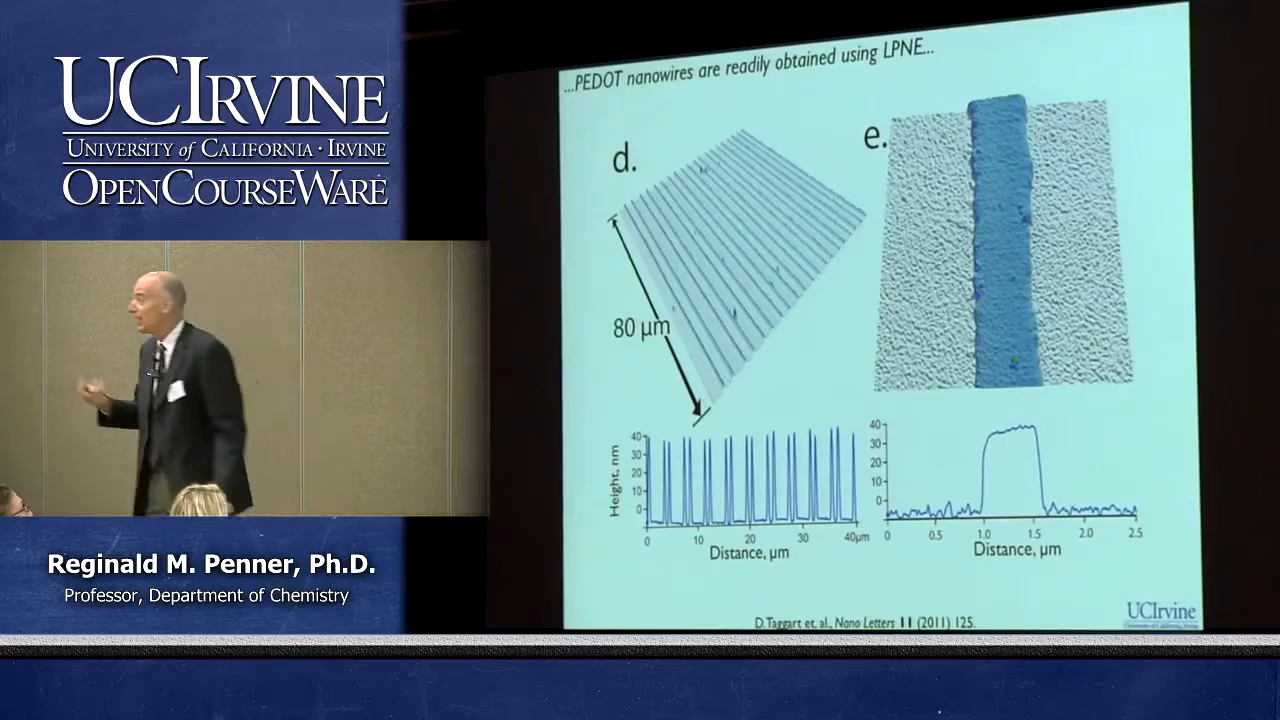 UCIRVINE
UNIVERSITY of CALIFORNIA · IRVINE
OPENCOURSEWARE
...PEDOT nanowires are readily obtained using LPNE...
d.
e.
80 µm
Height, nm
40
30
20
10
0
0
10
20
30
40µm
Distance, µm
40
30
20
10
0
0
0.5
1.0
1.5
2.0
2.5
Distance, µm
D. Taggart et. al., Nano Letters 11 (2011) 125.
UCIrvine
Reginald M. Penner, Ph.D.
Professor, Department of Chemistry